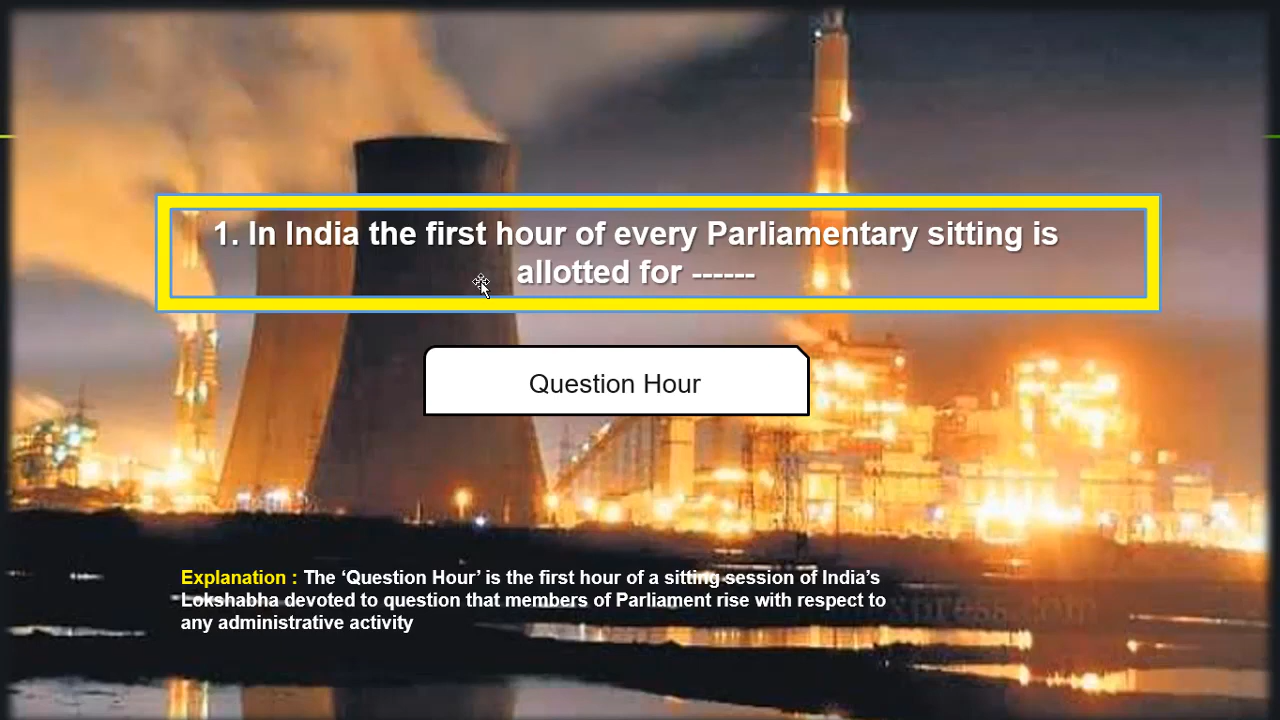 1. In India the first hour of every Parliamentary sitting is
allotted for ------
Question Hour
Explanation : The ‘Question Hour’ is the first hour of a sitting session of India’s
Lokshabha devoted to question that members of Parliament rise with respect to
any administrative activity